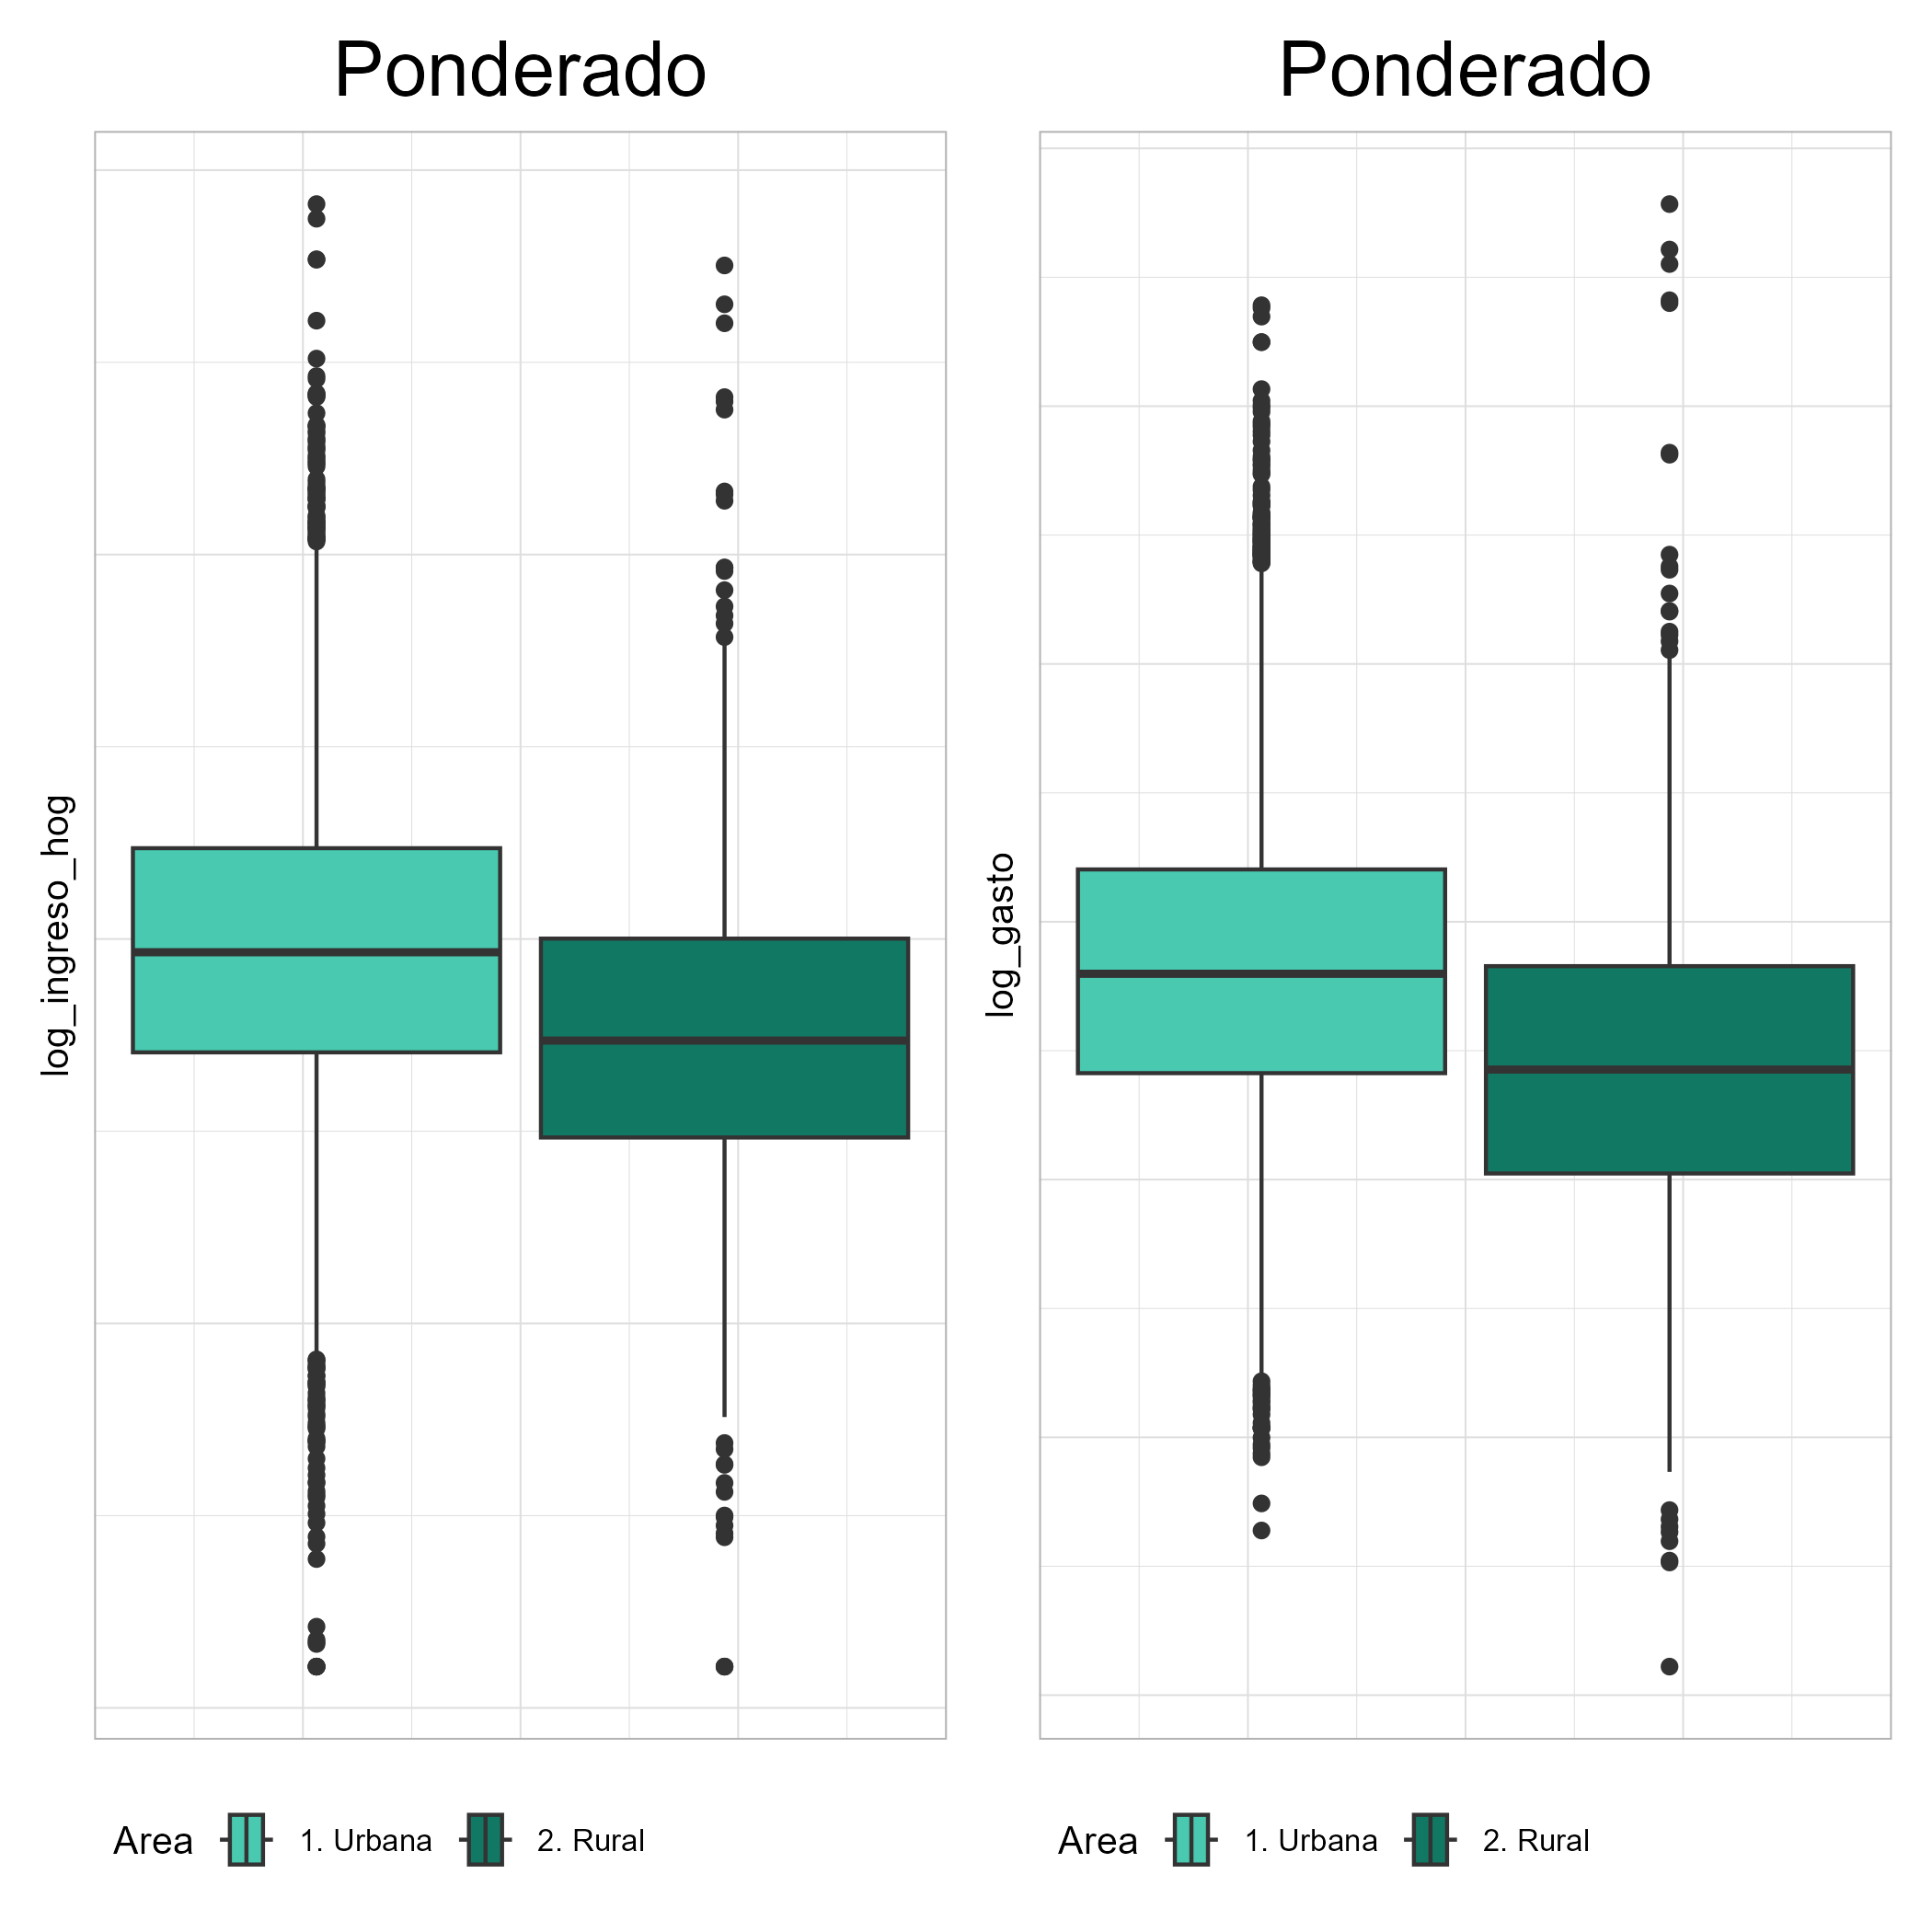 Ponderado
log_ingreso_hog
Area 1. Urbana 2. Rural
Ponderado
log_gasto
Area 1. Urbana 2. Rural